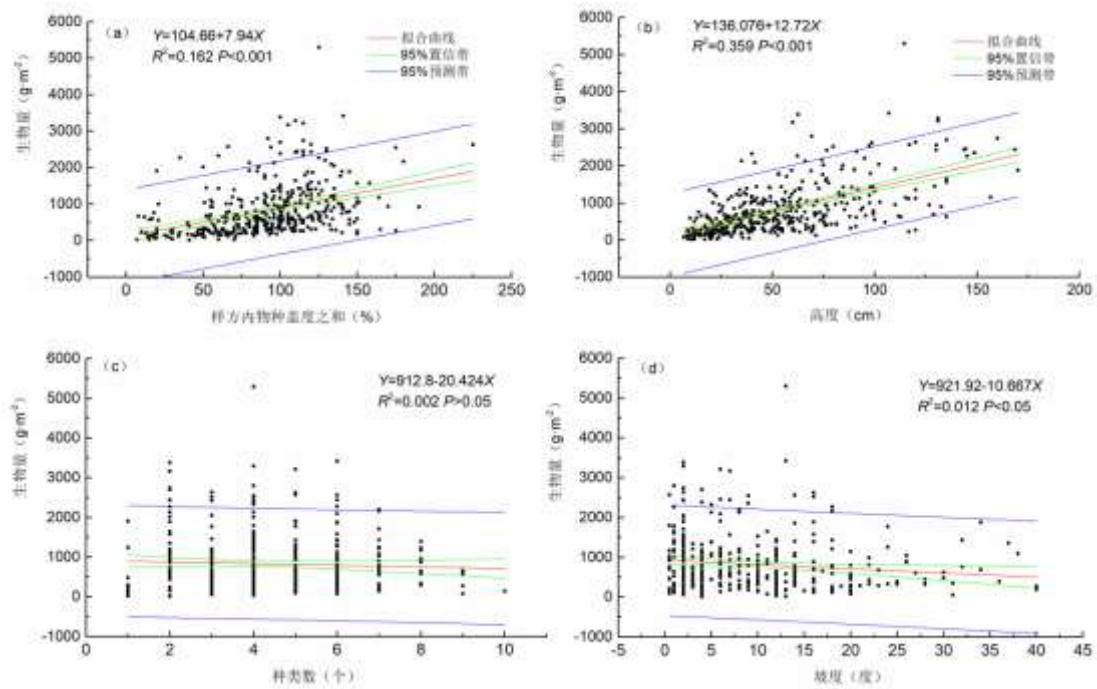 (a)
Y=104.66+7.94X
R²=0.162 P<0.001
拟合曲线
95%置信带
95%预测带
生物量（g·m⁻²）
6000
5000
4000
3000
2000
1000
0
-1000
0 50 100 150 200 250
样方内物种盖度之和（%）
(b)
Y=136.076+12.72X
R²=0.359 P<0.001
拟合曲线
95%置信带
95%预测带
生物量（g·m⁻²）
6000
5000
4000
3000
2000
1000
0
-1000
0 50 100 150 200
高度（cm）
（c）
Y=912.8-20.424X
R²=0.002 P>0.05
生物量（g·m⁻²）
6000
5000
4000
3000
2000
1000
0
-1000
0 2 4 6 8 10
种类数（个）
（d）
Y=921.92-10.667X
R²=0.012 P<0.05
生物量（g·m⁻²）
6000
5000
4000
3000
2000
1000
0
-1000
-5 0 5 10 15 20 25 30 35 40 45
坡度（度）